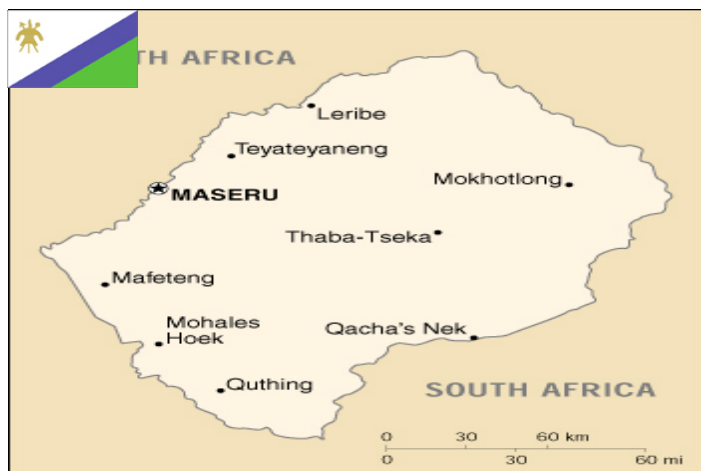 TH AFRICA
Leribe
Teyateyaneng
Mokhotlong
MASERU
Thaba-Tseka
Mafeteng
Mohales
Hoek
Qacha's Nek
Quthing
SOUTH AFRICA
0 30 60 km
0 30 60 mi